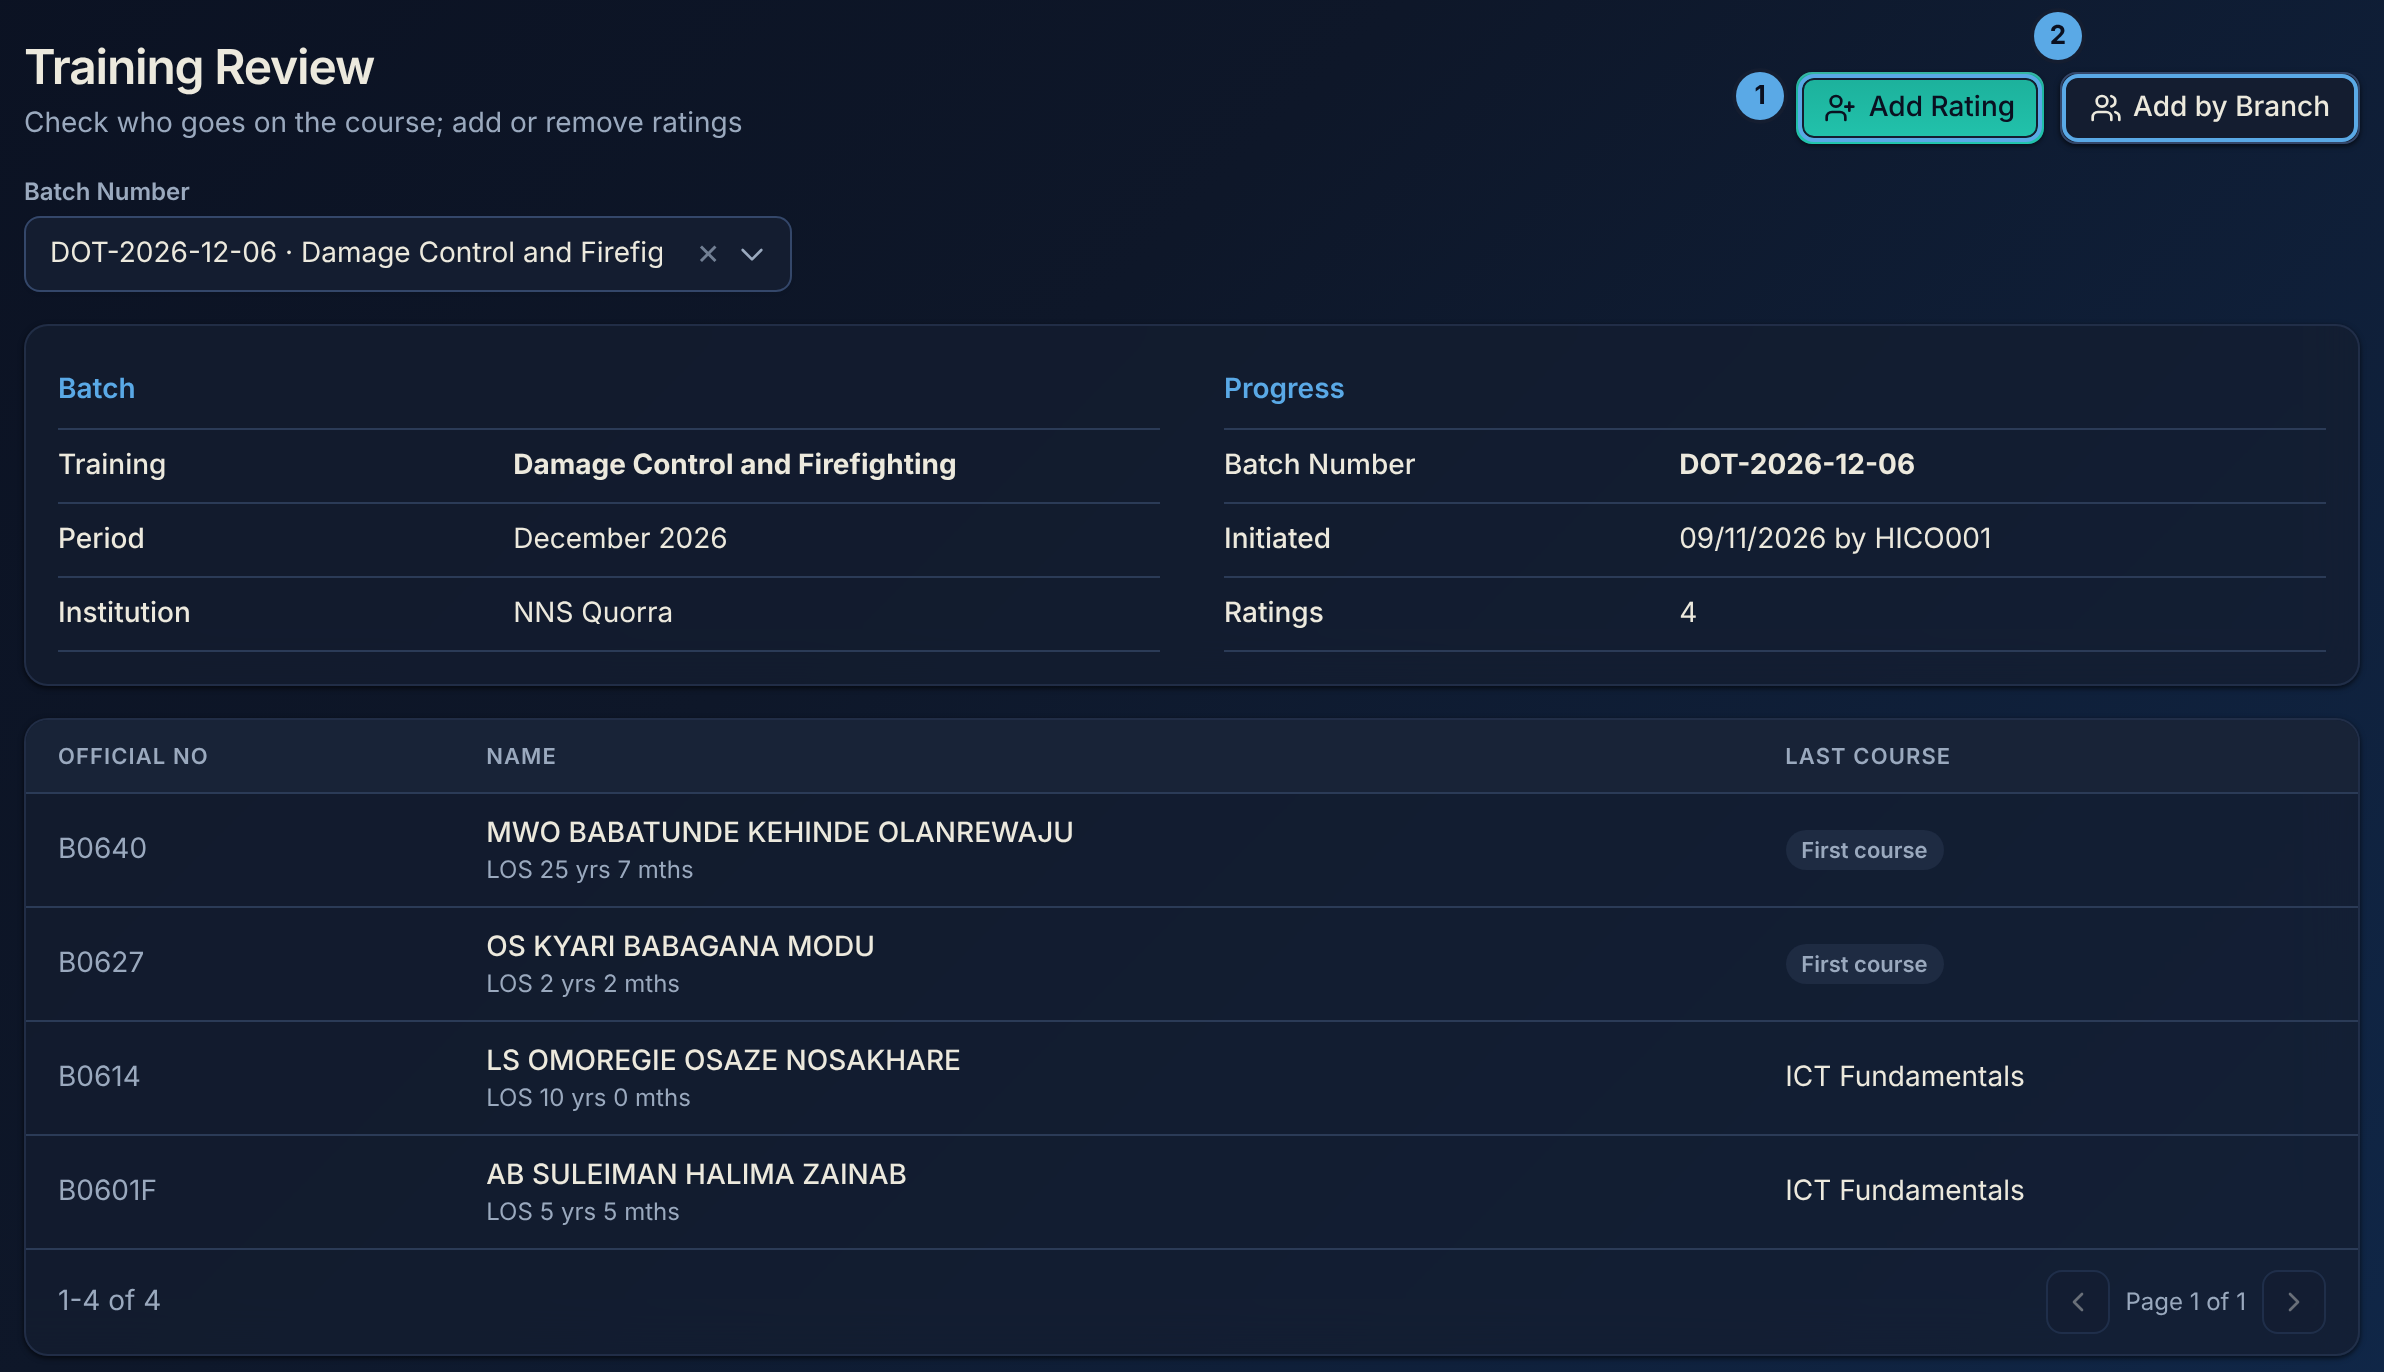 Training Review
Check who goes on the course; add or remove ratings
1
Add Rating
2
Add by Branch
Batch Number
DOT-2026-12-06 · Damage Control and Firefig
Batch
Training Damage Control and Firefighting
Period December 2026
Institution NNS Quorra
Progress
Batch Number DOT-2026-12-06
Initiated 09/11/2026 by HICO001
Ratings 4
OFFICIAL NO NAME LAST COURSE
B0640 MWO BABATUNDE KEHINDE OLANREWAJU First course
LOS 25 yrs 7 mths
B0627 OS KYARI BABAGANA MODU First course
LOS 2 yrs 2 mths
B0614 LS OMOREGIE OSAZE NOSAKHARE ICT Fundamentals
LOS 10 yrs 0 mths
B0601F AB SULEIMAN HALIMA ZAINAB ICT Fundamentals
LOS 5 yrs 5 mths
1-4 of 4 Page 1 of 1